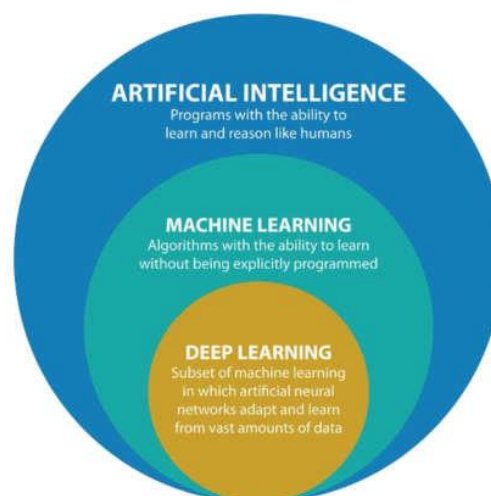 ARTIFICIAL INTELLIGENCE
Programs with the ability to
learn and reason like humans
MACHINE LEARNING
Algorithms with the ability to learn
without being explicitly programmed
DEEP LEARNING
Subset of machine learning
in which artificial neural
networks adapt and learn
from vast amounts of data